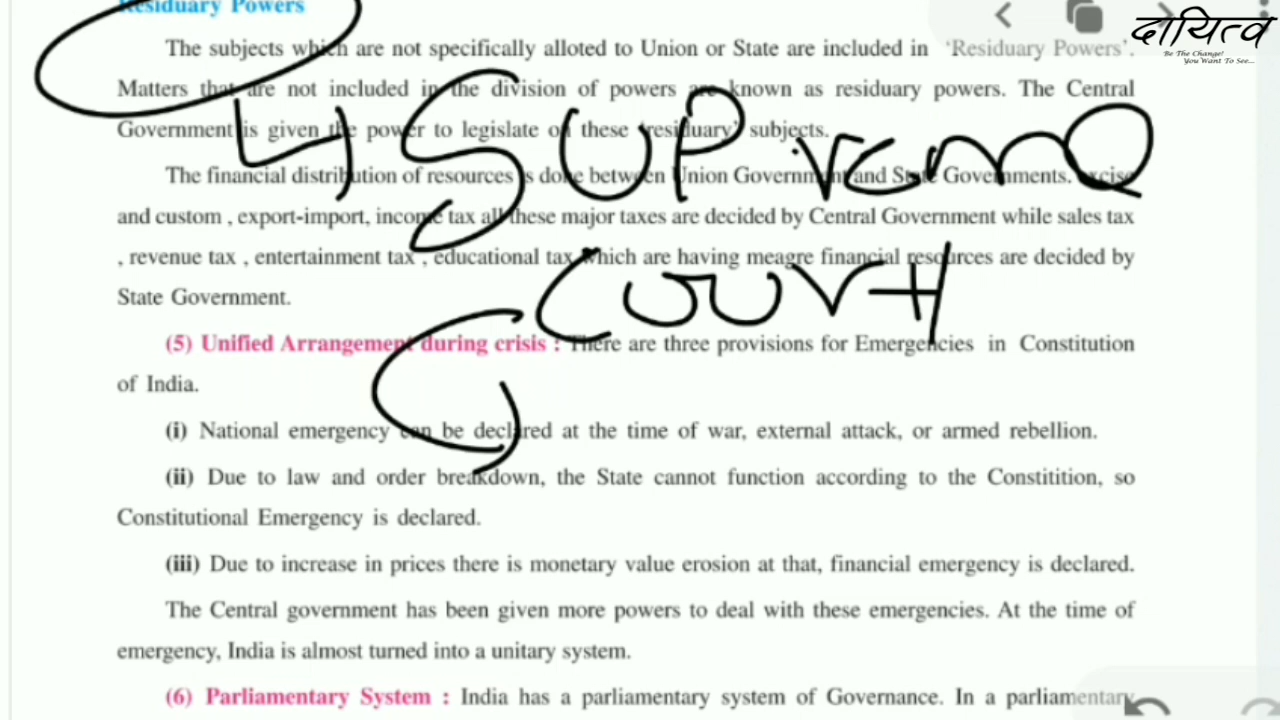 Residuary Powers
दायित्व
Be The Change!
You Want To See...
The subjects which are not specifically alloted to Union or State are included in 'Residuary Powers'.
Matters that are not included in the division of powers are known as residuary powers. The Central
Government is given the power to legislate on these 'residuary' subjects.
The financial distribution of resources is done between Union Government and State Governments. excise
and custom , export-import, income tax all these major taxes are decided by Central Government while sales tax
, revenue tax , entertainment tax , educational tax which are having meagre financial resources are decided by
State Government.
4 SUPreme
Court
(5) Unified Arrangement during crisis : There are three provisions for Emergencies in Constitution
of India.
(i) National emergency can be declared at the time of war, external attack, or armed rebellion.
(ii) Due to law and order breakdown, the State cannot function according to the Constitition, so
Constitutional Emergency is declared.
(iii) Due to increase in prices there is monetary value erosion at that, financial emergency is declared.
The Central government has been given more powers to deal with these emergencies. At the time of
emergency, India is almost turned into a unitary system.
(6) Parliamentary System : India has a parliamentary system of Governance. In a parliamentary